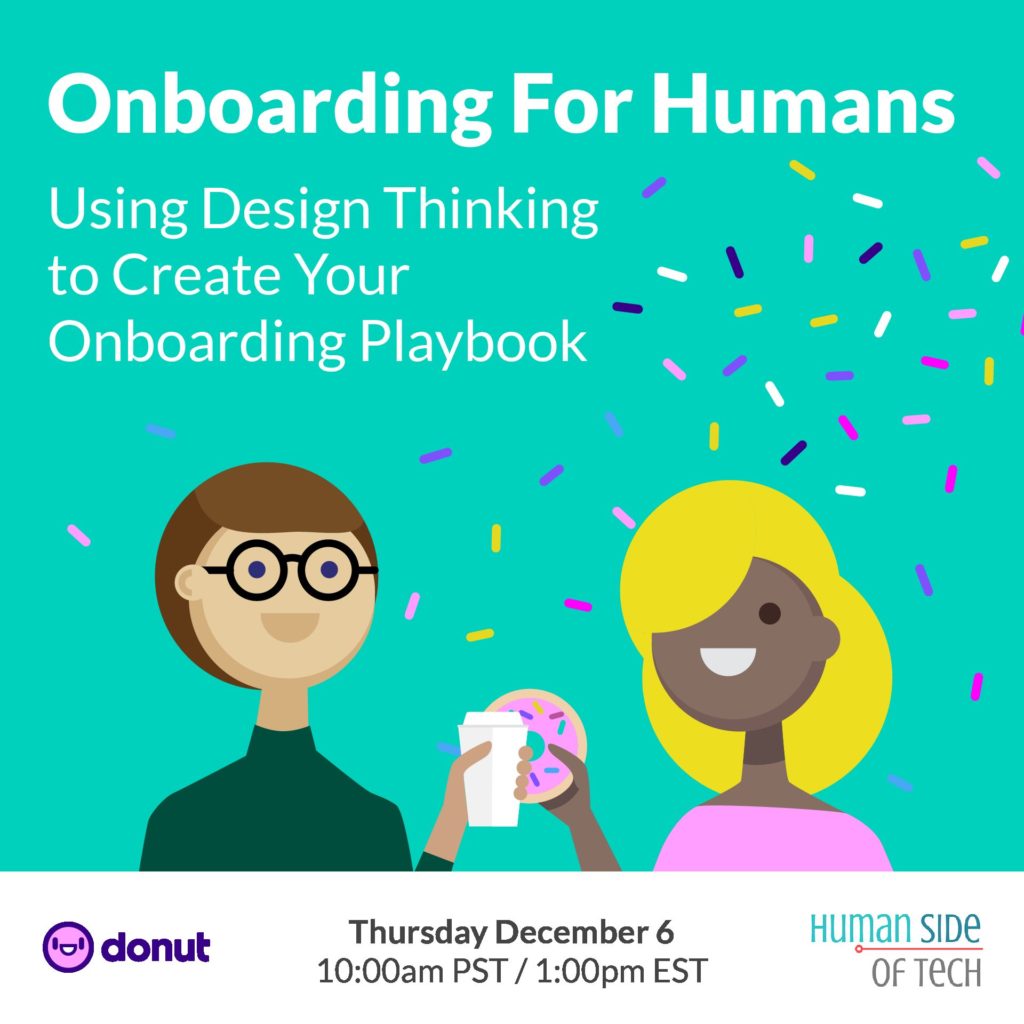 Onboarding For Humans
Using Design Thinking
to Create Your
Onboarding Playbook
donut
Thursday December 6
10:00am PST / 1:00pm EST
Human Side
of Tech